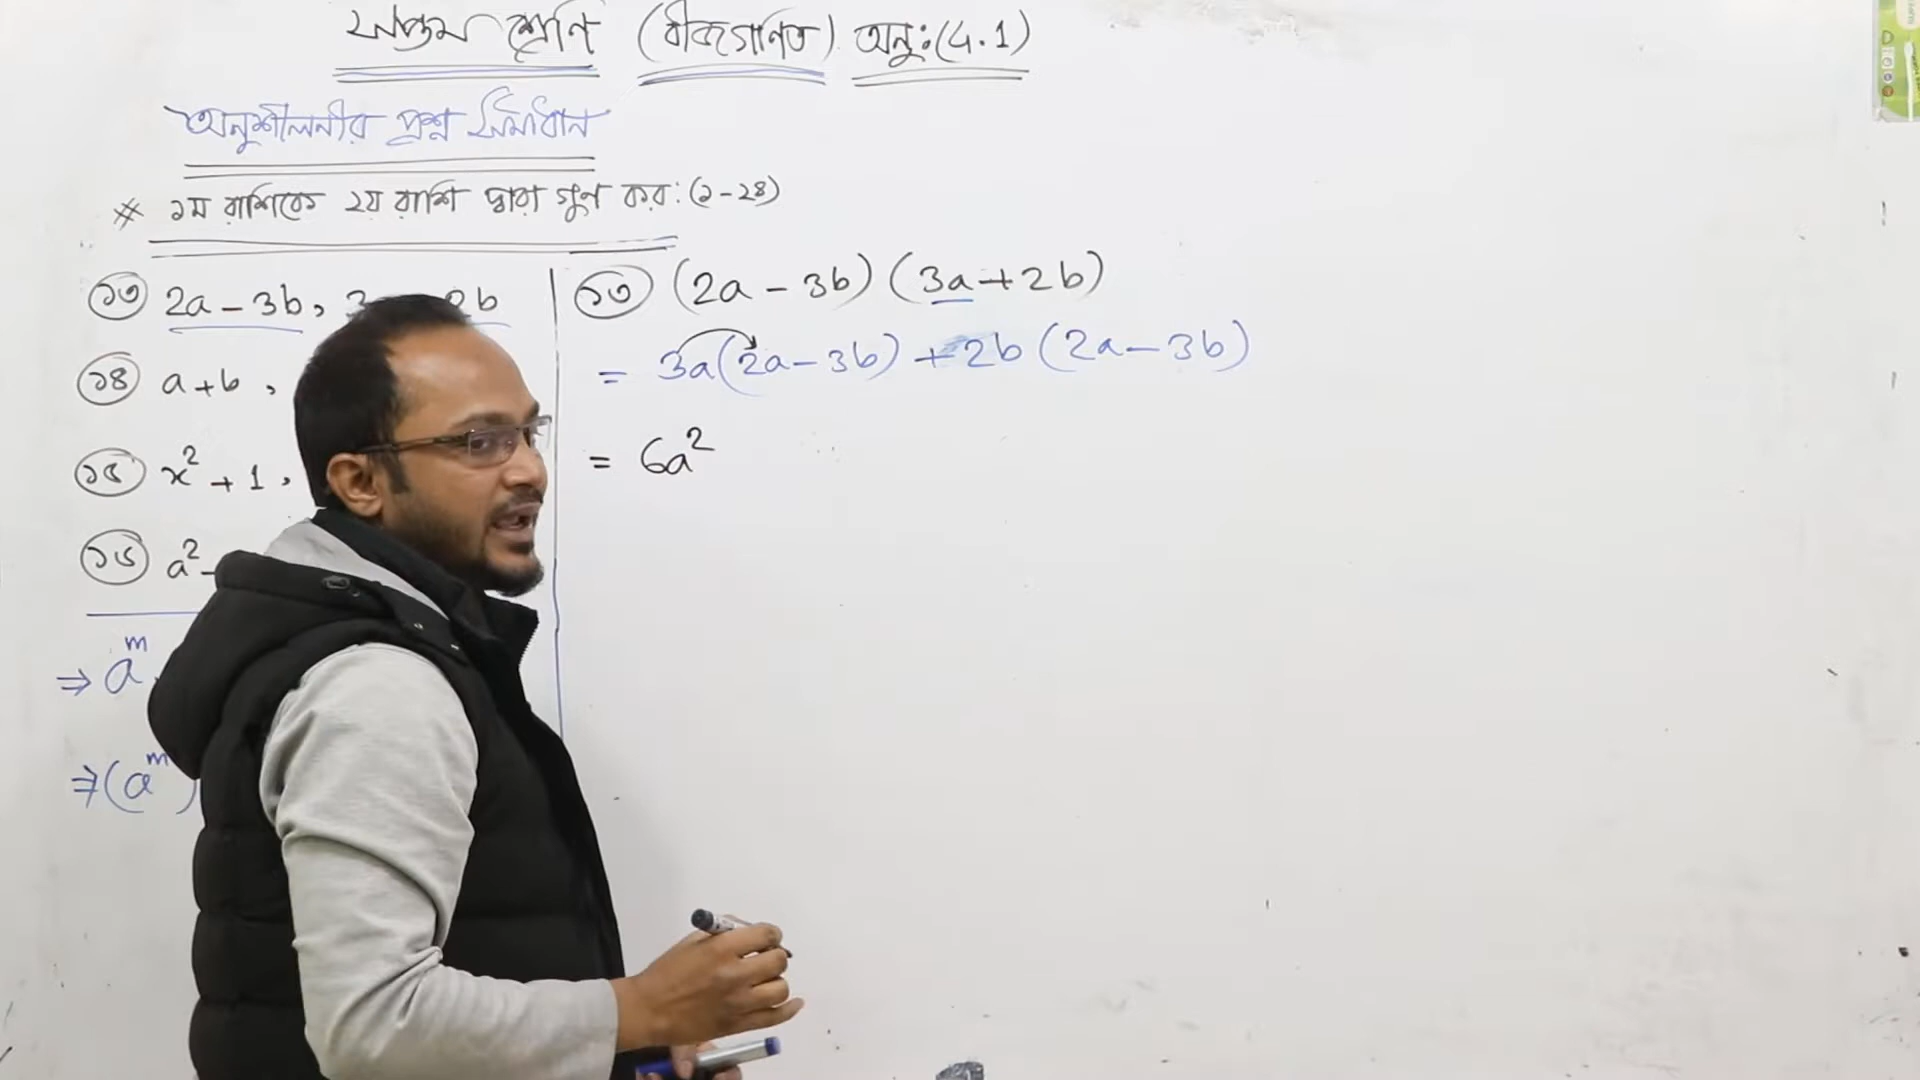 সপ্তম শ্রেণি (বীজগণিত) অনু:(4.1)
অনুশীলনীর প্রশ্ন সমাধান
* ১ম রাশিকে ২য় রাশি দ্বারা গুণ কর: (১-২৪)
১৩ 2a - 3b, 3 2b
১৪ a + b,
১৫ x² + 1,
১৬ a² -
⇒ aᵐ.
⇒ (aᵐ)
১৩ (2a - 3b) (3a + 2b)
= 3a(2a - 3b) + 2b (2a - 3b)
= 6a²